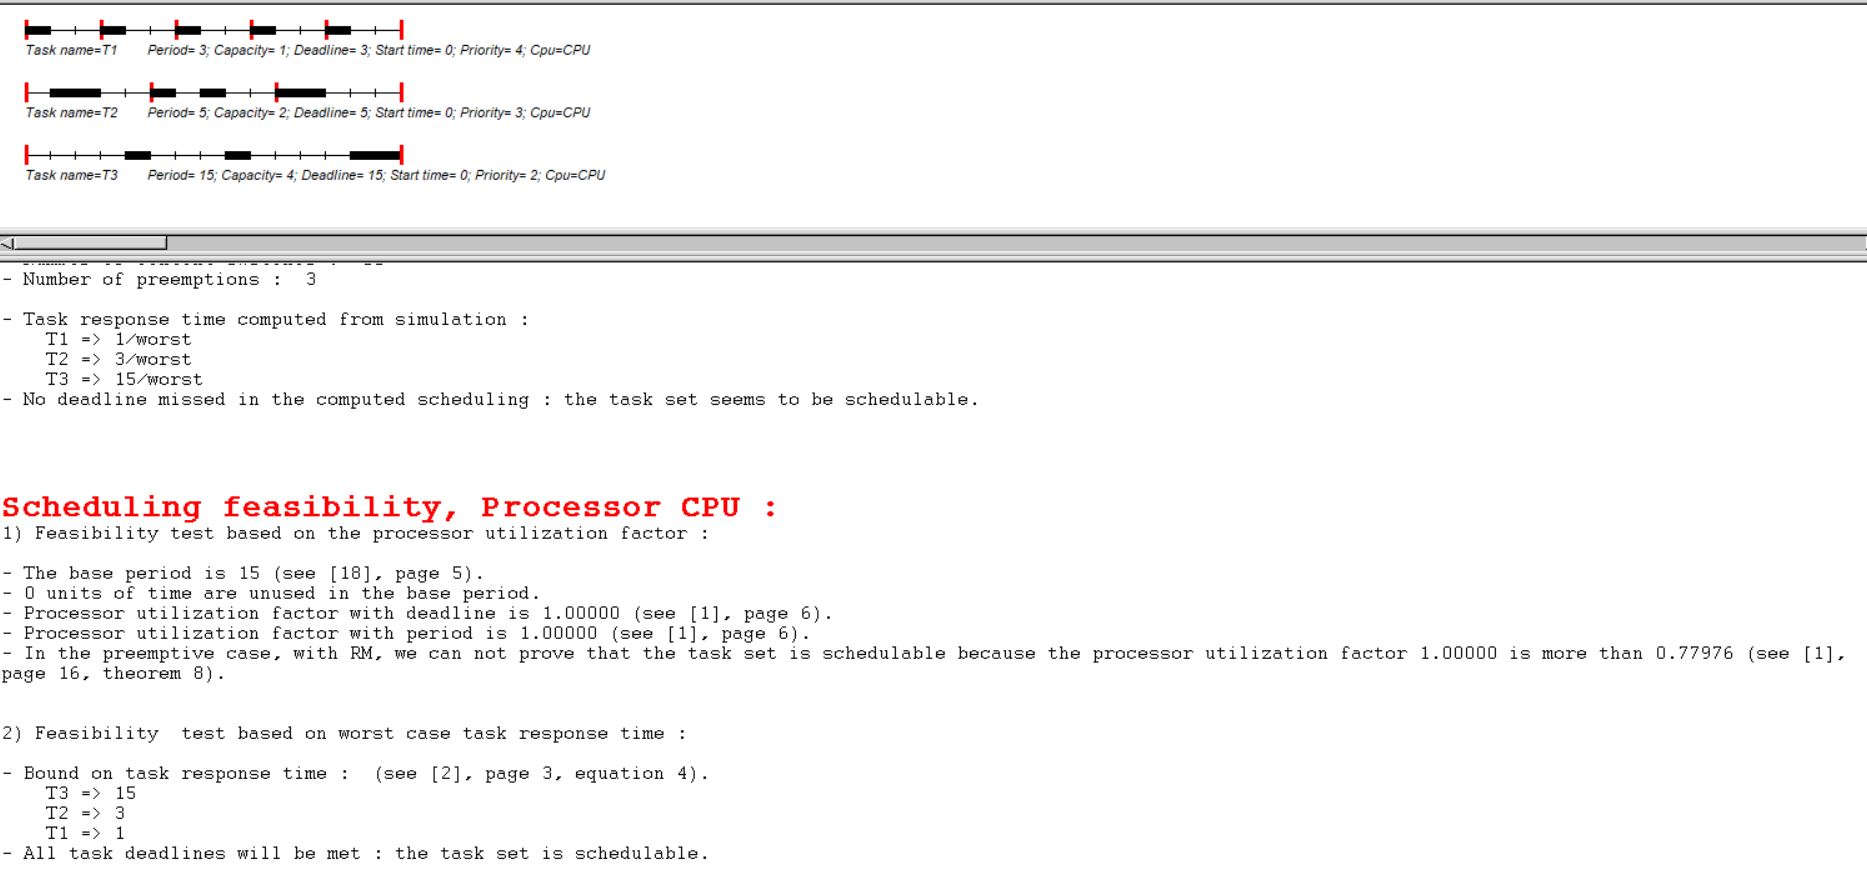 Task name=T1 Period= 3; Capacity= 1; Deadline= 3; Start time= 0; Priority= 4; Cpu=CPU
Task name=T2 Period= 5; Capacity= 2; Deadline= 5; Start time= 0; Priority= 3; Cpu=CPU
Task name=T3 Period= 15; Capacity= 4; Deadline= 15; Start time= 0; Priority= 2; Cpu=CPU
- Number of preemptions :  3
- Task response time computed from simulation :
T1 => 1/worst
T2 => 3/worst
T3 => 15/worst
- No deadline missed in the computed scheduling : the task set seems to be schedulable.
Scheduling feasibility, Processor CPU :
1) Feasibility test based on the processor utilization factor :
- The base period is 15 (see [18], page 5).
- 0 units of time are unused in the base period.
- Processor utilization factor with deadline is 1.00000 (see [1], page 6).
- Processor utilization factor with period is 1.00000 (see [1], page 6).
- In the preemptive case, with RM, we can not prove that the task set is schedulable because the processor utilization factor 1.00000 is more than 0.77976 (see [1],
page 16, theorem 8).
2) Feasibility  test based on worst case task response time :
- Bound on task response time :  (see [2], page 3, equation 4).
T3 => 15
T2 => 3
T1 => 1
- All task deadlines will be met : the task set is schedulable.